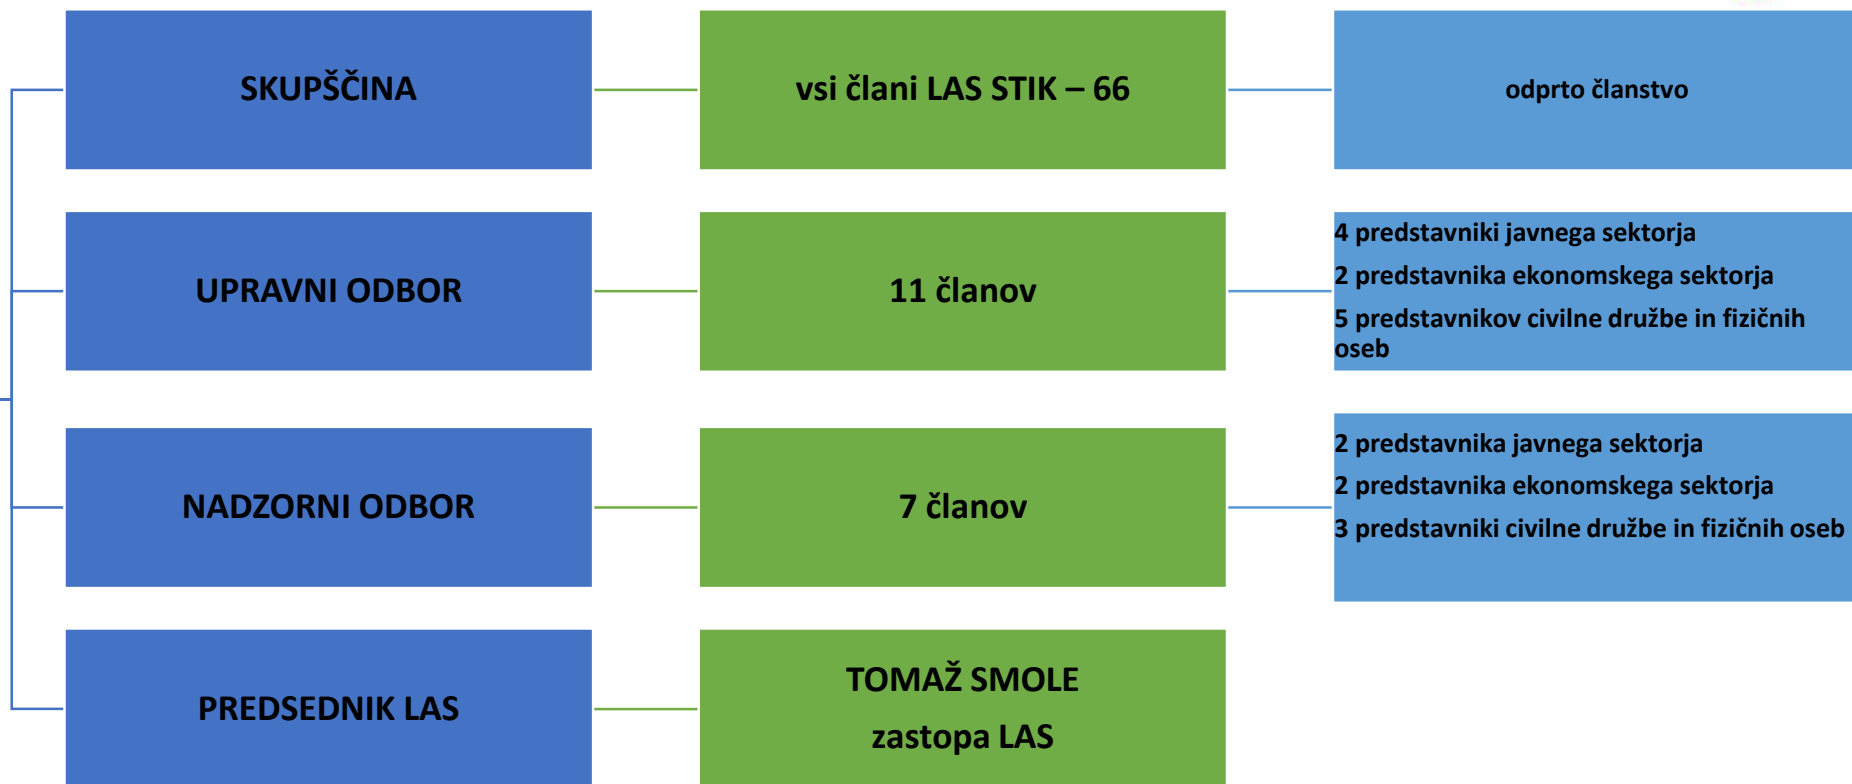 SKUPŠČINA
vsi člani LAS STIK – 66
odprto članstvo
UPRAVNI ODBOR
11 članov
4 predstavniki javnega sektorja
2 predstavnika ekonomskega sektorja
5 predstavnikov civilne družbe in fizičnih
oseb
NADZORNI ODBOR
7 članov
2 predstavnika javnega sektorja
2 predstavnika ekonomskega sektorja
3 predstavniki civilne družbe in fizičnih oseb
PREDSEDNIK LAS
TOMAŽ SMOLE
zastopa LAS